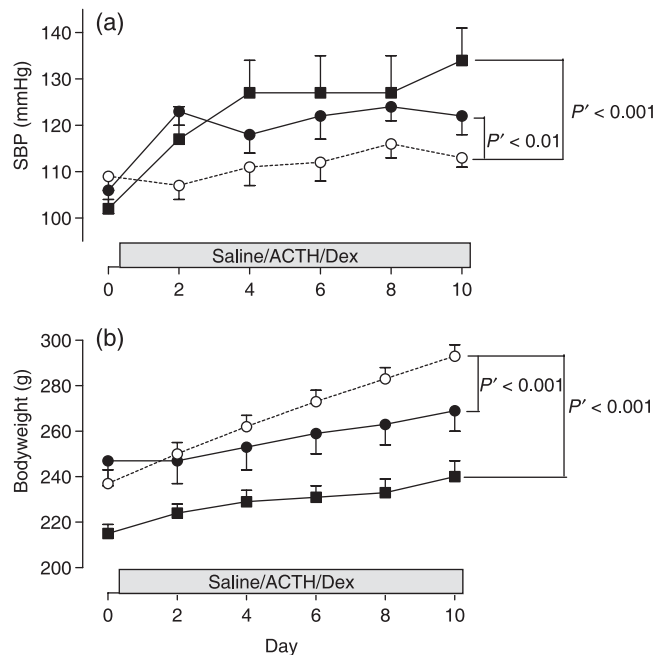 (a)
SBP (mmHg)
140
130
120
110
100
P' < 0.001
P' < 0.01
Saline/ACTH/Dex
0 2 4 6 8 10
(b)
Bodyweight (g)
300
280
260
240
220
200
P' < 0.001
P' < 0.001
Saline/ACTH/Dex
0 2 4 6 8 10
Day